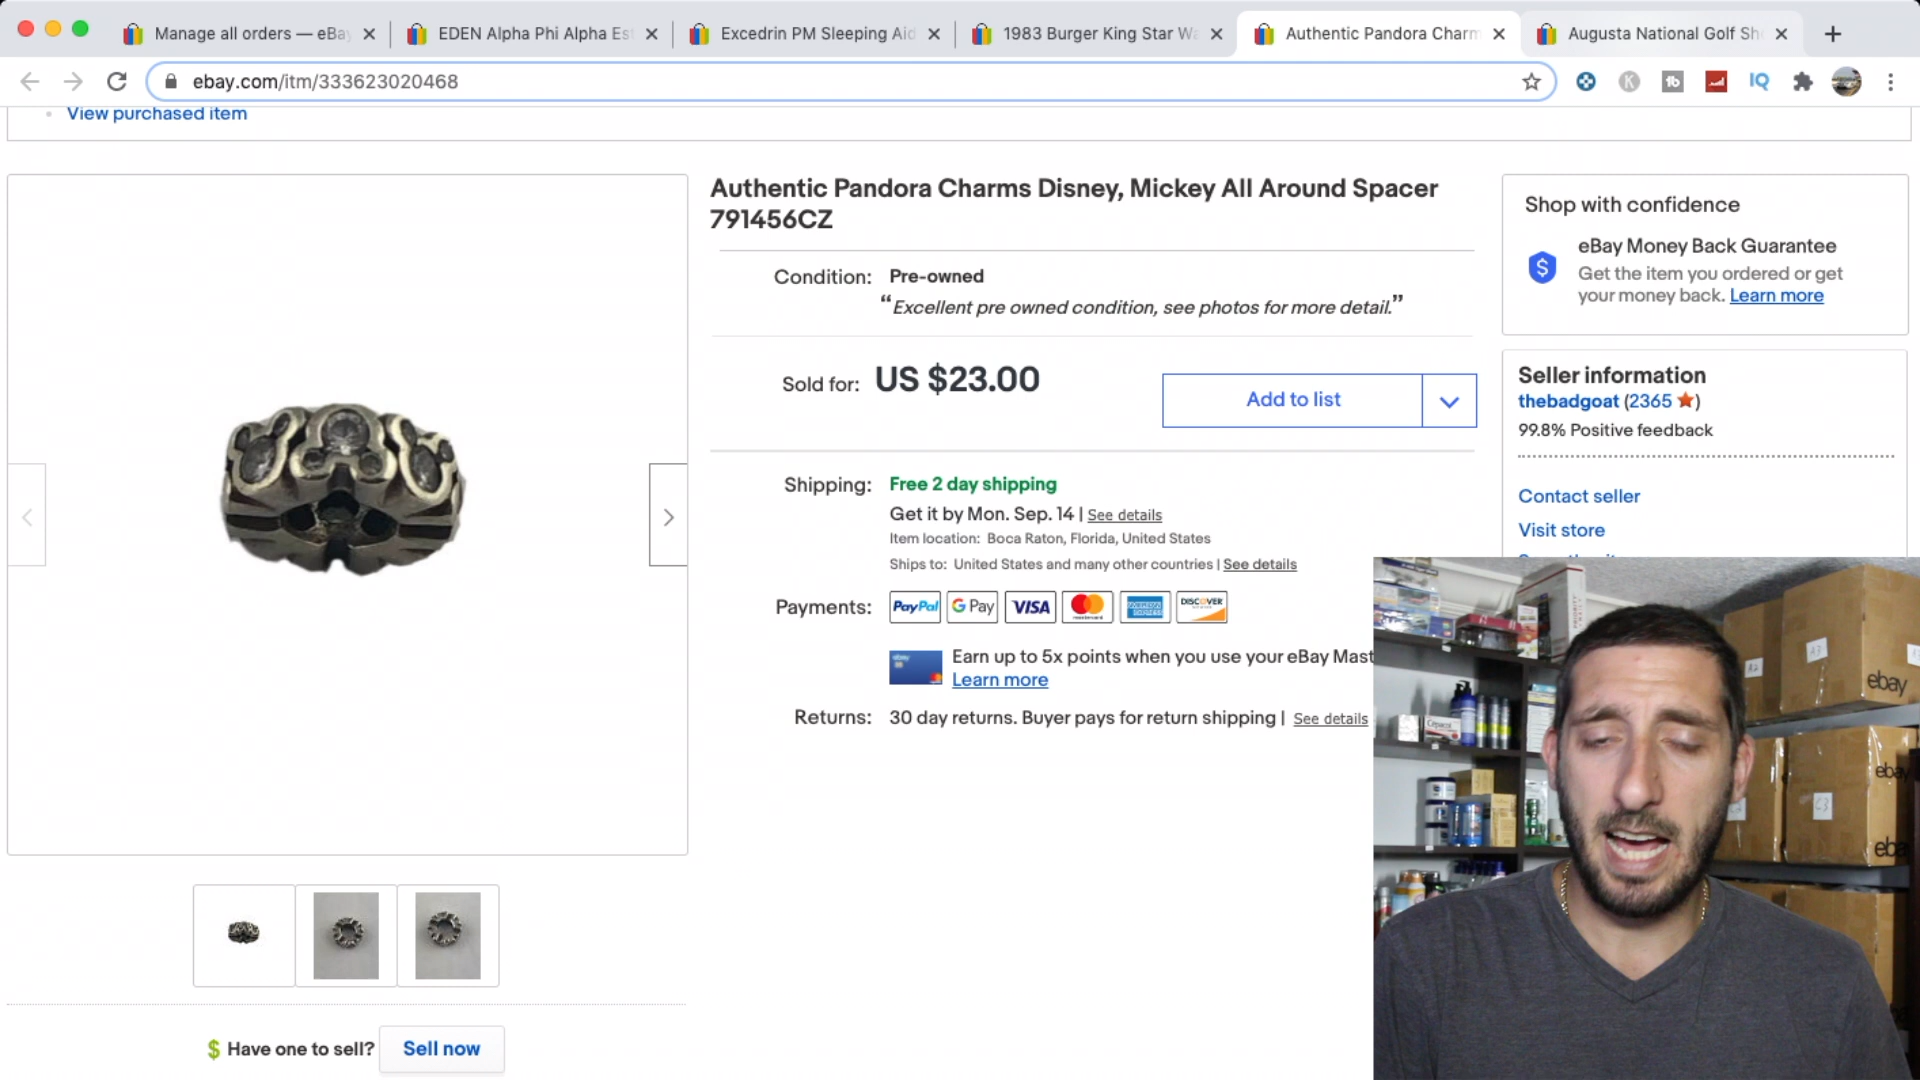 Manage all orders — eBay
EDEN Alpha Phi Alpha Est
Excedrin PM Sleeping Aid
1983 Burger King Star Wa
Authentic Pandora Charm
Augusta National Golf Sh
ebay.com/itm/333623020468
K
tb
IQ
View purchased item
Authentic Pandora Charms Disney, Mickey All Around Spacer
791456CZ
Condition: Pre-owned
“Excellent pre owned condition, see photos for more detail.”
Sold for: US $23.00
Add to list
Shipping: Free 2 day shipping
Get it by Mon. Sep. 14 | See details
Item location: Boca Raton, Florida, United States
Ships to: United States and many other countries | See details
Payments: PayPal G Pay VISA mastercard DISCOVER
Earn up to 5x points when you use your eBay Mast
Learn more
Returns: 30 day returns. Buyer pays for return shipping | See details
Shop with confidence
eBay Money Back Guarantee
Get the item you ordered or get
your money back. Learn more
Seller information
thebadgoat (2365 )
99.8% Positive feedback
Contact seller
Visit store
$ Have one to sell? Sell now
ebay
ebay
C3